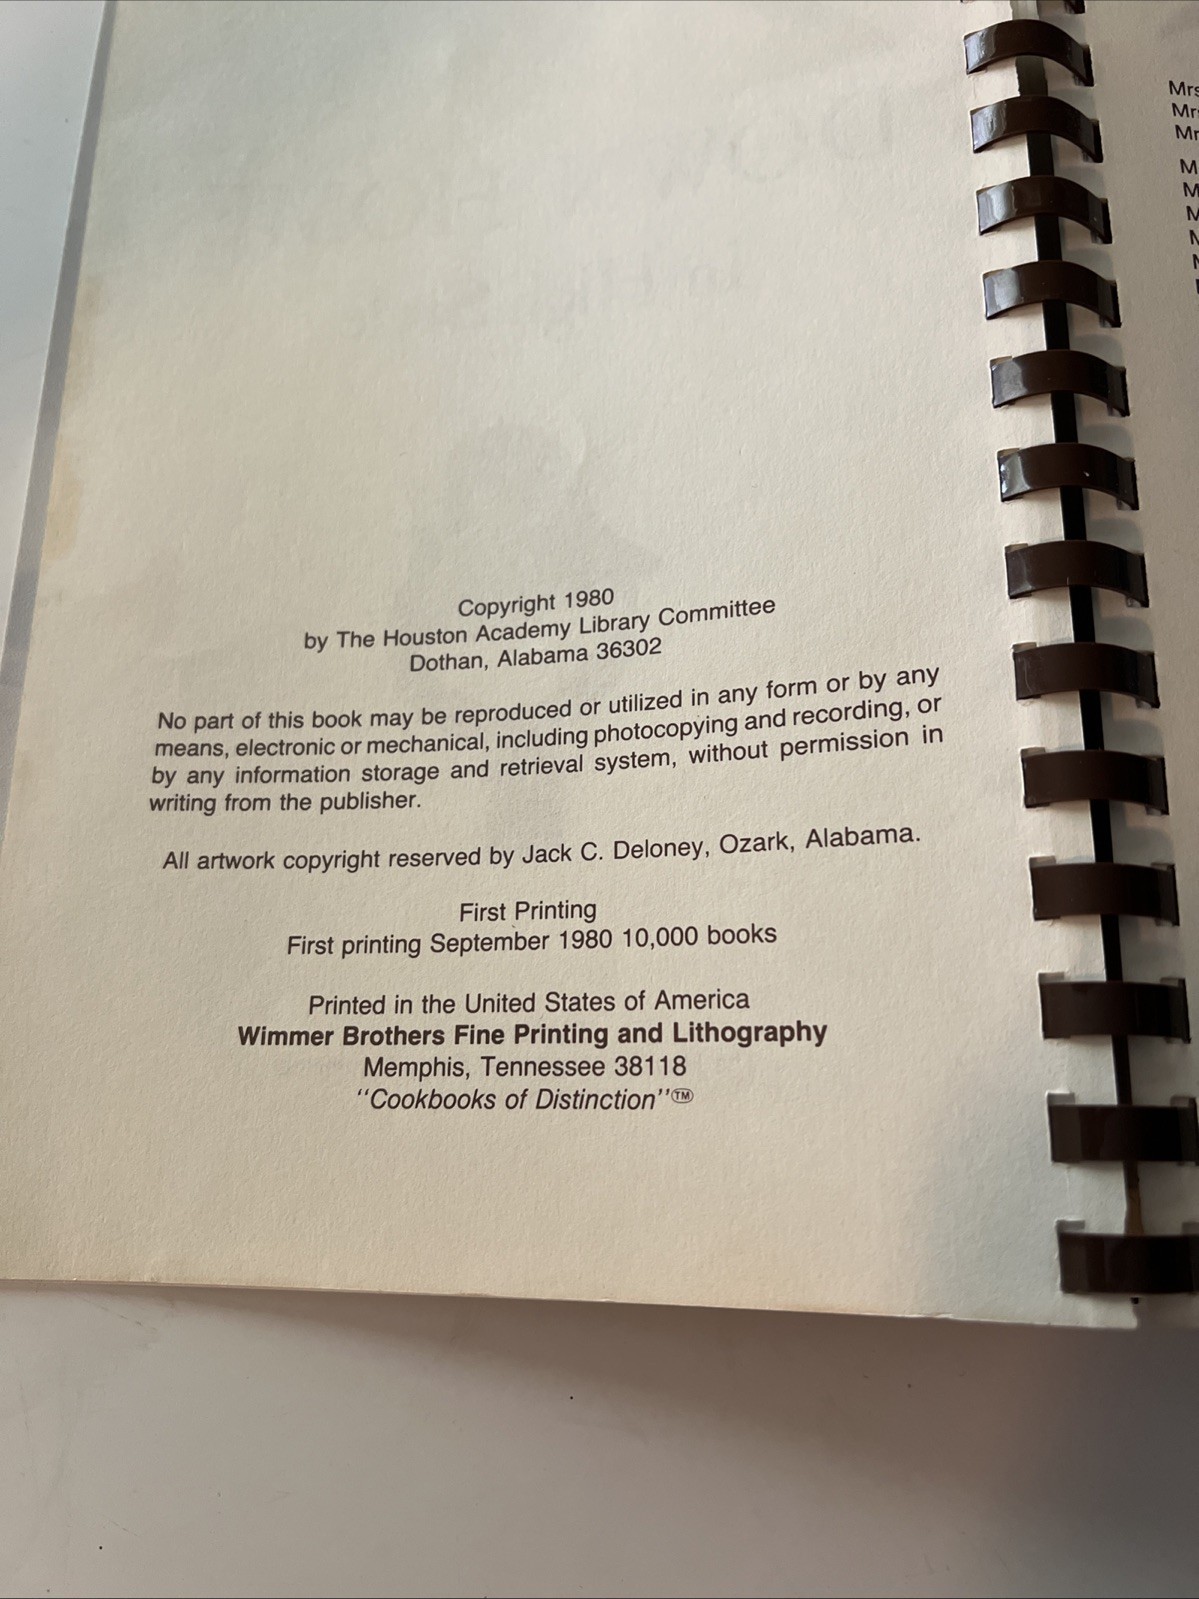 Copyright 1980
by The Houston Academy Library Committee
Dothan, Alabama 36302
No part of this book may be reproduced or utilized in any form or by any
means, electronic or mechanical, including photocopying and recording, or
by any information storage and retrieval system, without permission in
writing from the publisher.
All artwork copyright reserved by Jack C. Deloney, Ozark, Alabama.
First Printing
First printing September 1980 10,000 books
Printed in the United States of America
Wimmer Brothers Fine Printing and Lithography
Memphis, Tennessee 38118
‘‘Cookbooks of Distinction’’™
Mrs